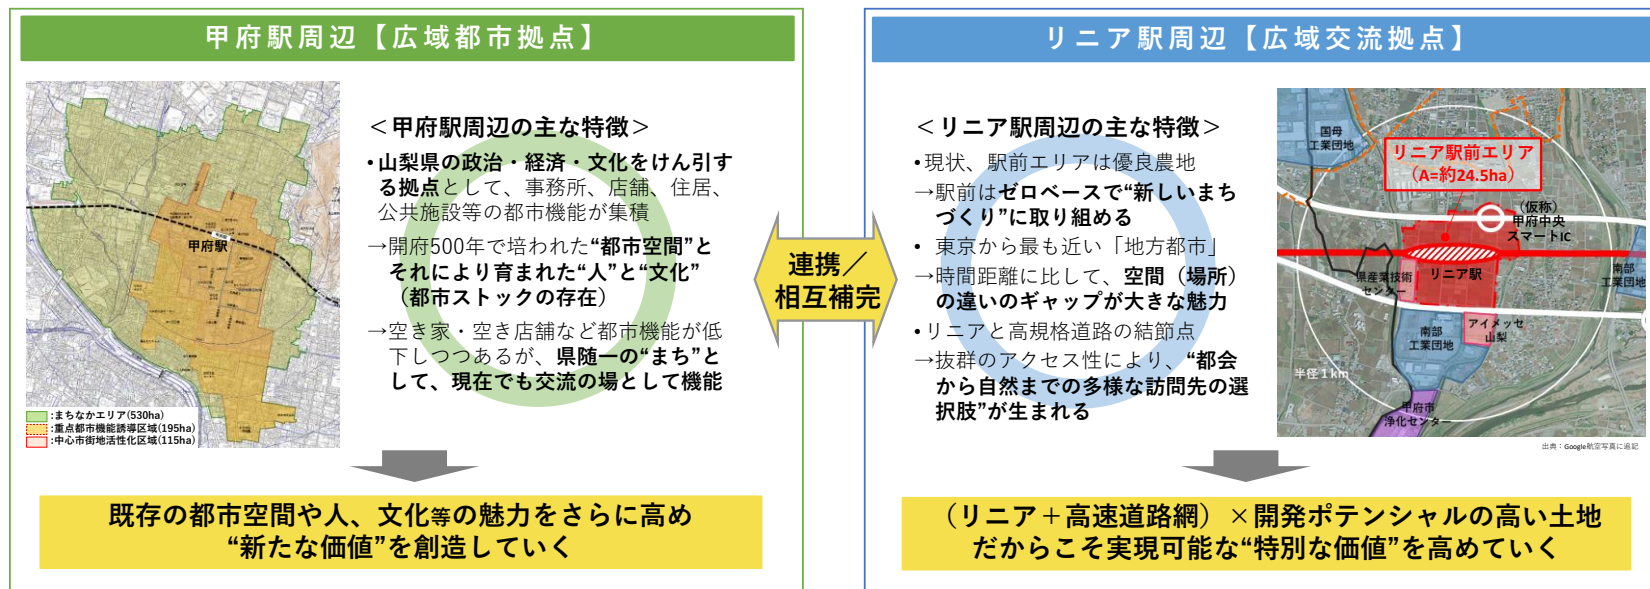 甲府駅周辺【広域都市拠点】
甲府駅
:まちなかエリア(530ha)
:重点都市機能誘導区域(195ha)
:中心市街地活性化区域(115ha)
＜甲府駅周辺の主な特徴＞
•山梨県の政治・経済・文化をけん引す
る拠点として、事務所、店舗、住居、
公共施設等の都市機能が集積
→開府500年で培われた“都市空間”と
それにより育まれた“人”と“文化”
（都市ストックの存在）
→空き家・空き店舗など都市機能が低
下しつつあるが、県随一の“まち”と
して、現在でも交流の場として機能
既存の都市空間や人、文化等の魅力をさらに高め
“新たな価値”を創造していく
連携／
相互補完
リニア駅周辺【広域交流拠点】
＜リニア駅周辺の主な特徴＞
•現状、駅前エリアは優良農地
→駅前はゼロベースで“新しいまち
づくり”に取り組める
• 東京から最も近い「地方都市」
→時間距離に比して、空間（場所）
の違いのギャップが大きな魅力
•リニアと高規格道路の結節点
→抜群のアクセス性により、“都会
から自然までの多様な訪問先の選
択肢”が生まれる
国母
工業団地
リニア駅前エリア
（A=約24.5ha）
（仮称）
甲府中央
スマートIC
リニア駅
県産業技術
センター
南部
工業団地
南部
工業団地
アイメッセ
山梨
半径１km
甲府市
浄化センター
出典：Google航空写真に追記
（リニア＋高速道路網）×開発ポテンシャルの高い土地
だからこそ実現可能な“特別な価値”を高めていく